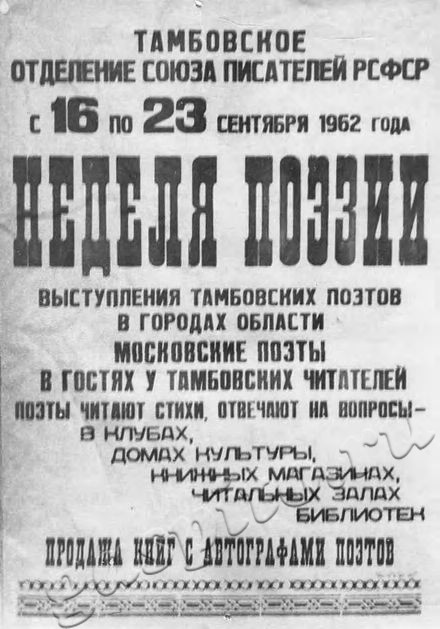 ТАМБОВСКОЕ
ОТДЕЛЕНИЕ СОЮЗА ПИСАТЕЛЕЙ РСФСР
С 16 ПО 23 СЕНТЯБРЯ 1962 ГОДА
НЕДЕЛЯ ПОЭЗИИ
ВЫСТУПЛЕНИЯ ТАМБОВСКИХ ПОЭТОВ
В ГОРОДАХ ОБЛАСТИ
МОСКОВСКИЕ ПОЭТЫ
В ГОСТЯХ У ТАМБОВСКИХ ЧИТАТЕЛЕЙ
ПОЭТЫ ЧИТАЮТ СТИХИ, ОТВЕЧАЮТ НА ВОПРОСЫ-
В КЛУБАХ,
ДОМАХ КУЛЬТУРЫ,
КНИЖНЫХ МАГАЗИНАХ,
ЧИТАЛЬНЫХ ЗАЛАХ
БИБЛИОТЕК
ПРОДАЖА КНИГ С АВТОГРАФАМИ ПОЭТОВ